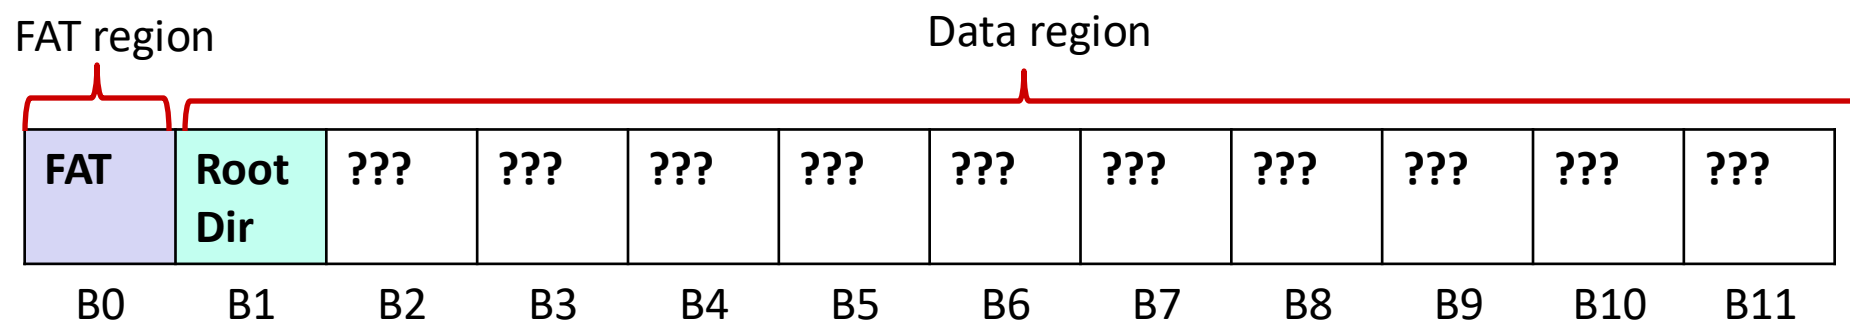 FAT region
Data region
FAT Root ??? ??? ??? ??? ??? ??? ??? ??? ??? ???
Dir
B0 B1 B2 B3 B4 B5 B6 B7 B8 B9 B10 B11